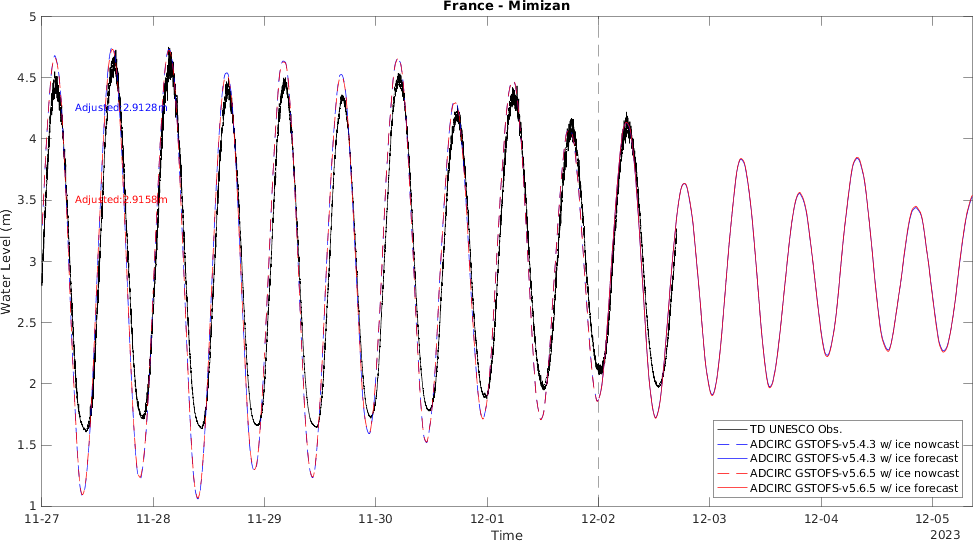 France - Mimizan
5
4.5
4
3.5
3
2.5
2
1.5
1
Water Level (m)
Adjusted:2.9128m
Adjusted:2.9158m
TD UNESCO Obs.
ADCIRC GSTOFS-v5.4.3 w/ ice nowcast
ADCIRC GSTOFS-v5.4.3 w/ ice forecast
ADCIRC GSTOFS-v5.6.5 w/ ice nowcast
ADCIRC GSTOFS-v5.6.5 w/ ice forecast
11-27 11-28 11-29 11-30 12-01 12-02 12-03 12-04 12-05
Time
2023